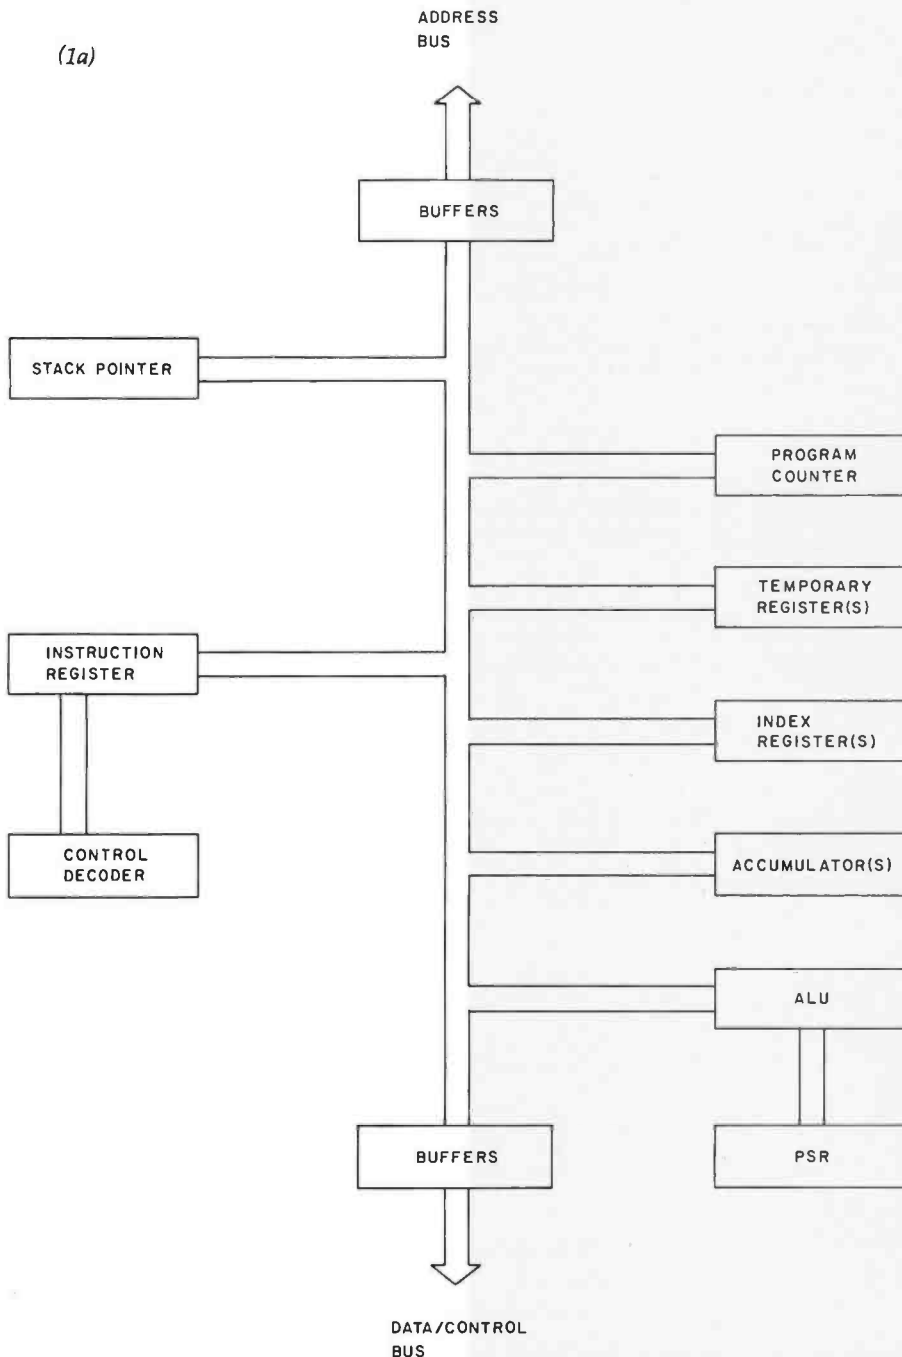 ADDRESS
BUS
(1a)
BUFFERS
STACK POINTER
PROGRAM
COUNTER
TEMPORARY
REGISTER(S)
INSTRUCTION
REGISTER
INDEX
REGISTER(S)
CONTROL
DECODER
ACCUMULATOR(S)
ALU
BUFFERS
PSR
DATA/CONTROL
BUS